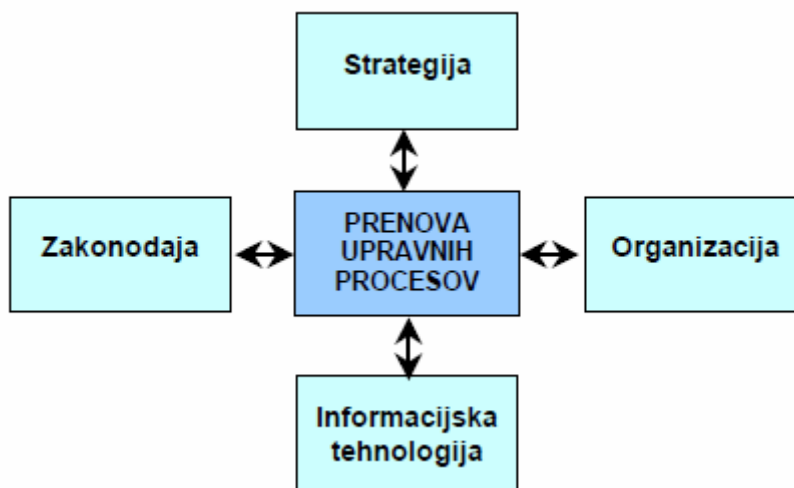 Strategija
Zakonodaja
PRENOVA
UPRAVNIH
PROCESOV
Organizacija
Informacijska
tehnologija